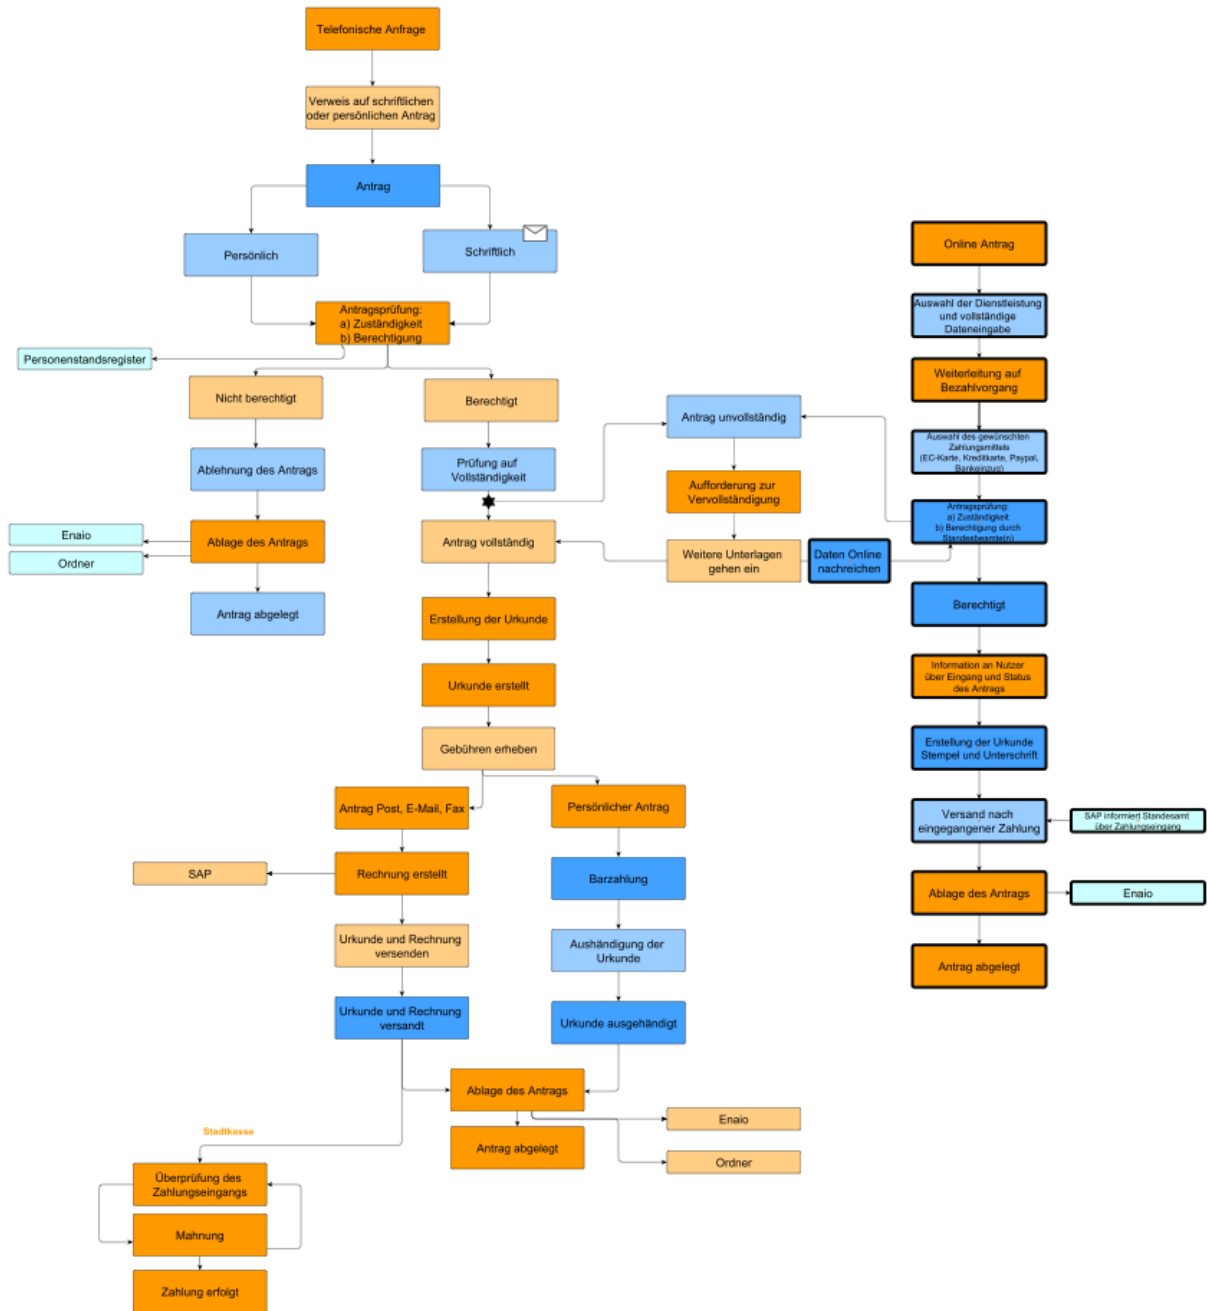 Telefonische Anfrage
Verweis auf schriftlichen
oder persönlichen Antrag
Antrag
Persönlich
Schriftlich
Antragsprüfung:
a) Zuständigkeit
b) Berechtigung
Personenstandsregister
Nicht berechtigt
Berechtigt
Ablehnung des Antrags
Prüfung auf
Vollständigkeit
Ablage des Antrags
Enaio
Ordner
Antrag abgelegt
Antrag vollständig
Antrag unvollständig
Aufforderung zur
Vervollständigung
Weitere Unterlagen
gehen ein
Daten Online
nachreichen
Erstellung der Urkunde
Urkunde erstellt
Gebühren erheben
Antrag Post, E-Mail, Fax
Persönlicher Antrag
Rechnung erstellt
SAP
Barzahlung
Urkunde und Rechnung
versenden
Aushändigung der
Urkunde
Urkunde und Rechnung
versandt
Urkunde ausgehändigt
Ablage des Antrags
Enaio
Antrag abgelegt
Ordner
Stadtkasse
Überprüfung des
Zahlungseingangs
Mahnung
Zahlung erfolgt
Online Antrag
Auswahl der Dienstleistung
und vollständige
Dateneingabe
Weiterleitung auf
Bezahlvorgang
Auswahl des gewünschten
Zahlungsmittels
(EC-Karte, Kreditkarte, Paypal,
Bankeinzug)
Antragsprüfung:
a) Zuständigkeit
b) Berechtigung durch
Standesbeamte(n)
Berechtigt
Information an Nutzer
über Eingang und Status
des Antrags
Erstellung der Urkunde
Stempel und Unterschrift
Versand nach
eingegangener Zahlung
SAP informiert Standesamt
über Zahlungseingang
Ablage des Antrags
Enaio
Antrag abgelegt